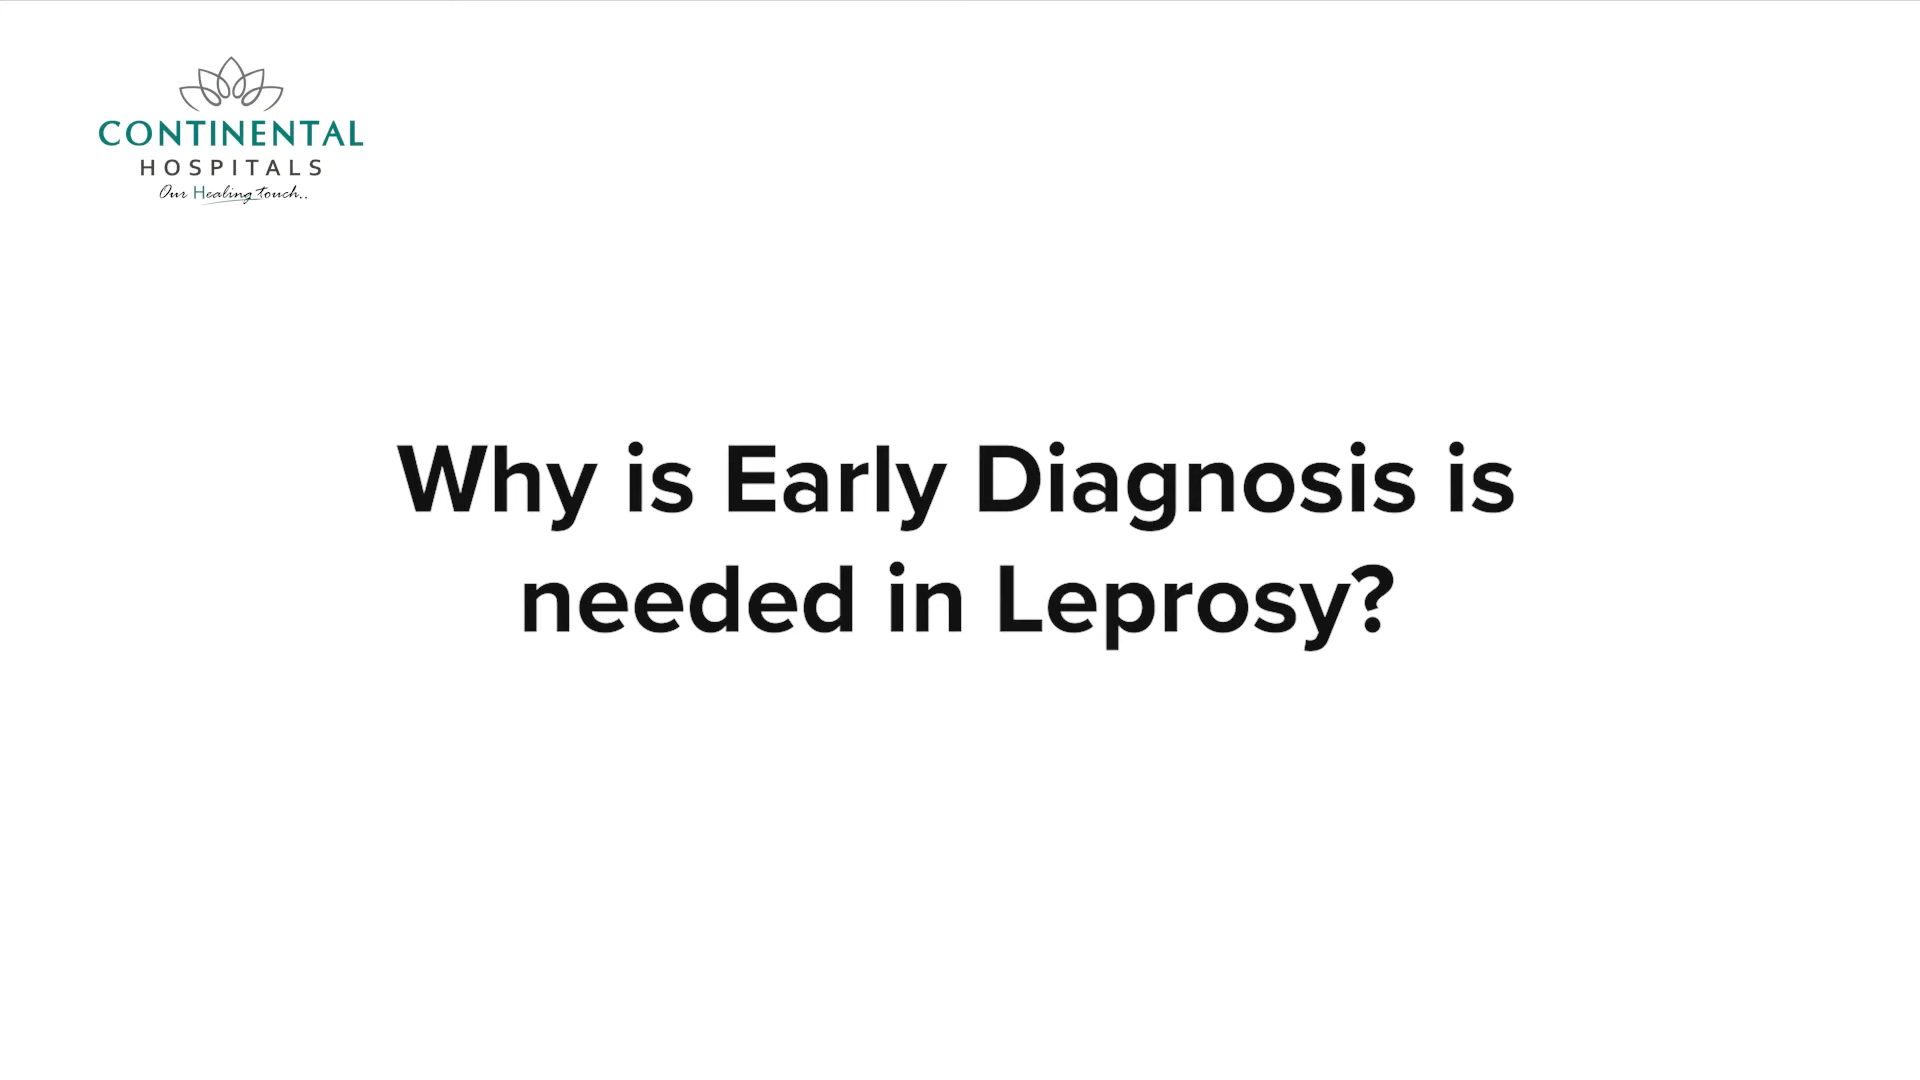 CONTINENTAL
HOSPITALS
Our Healing touch..
Why is Early Diagnosis is
needed in Leprosy?